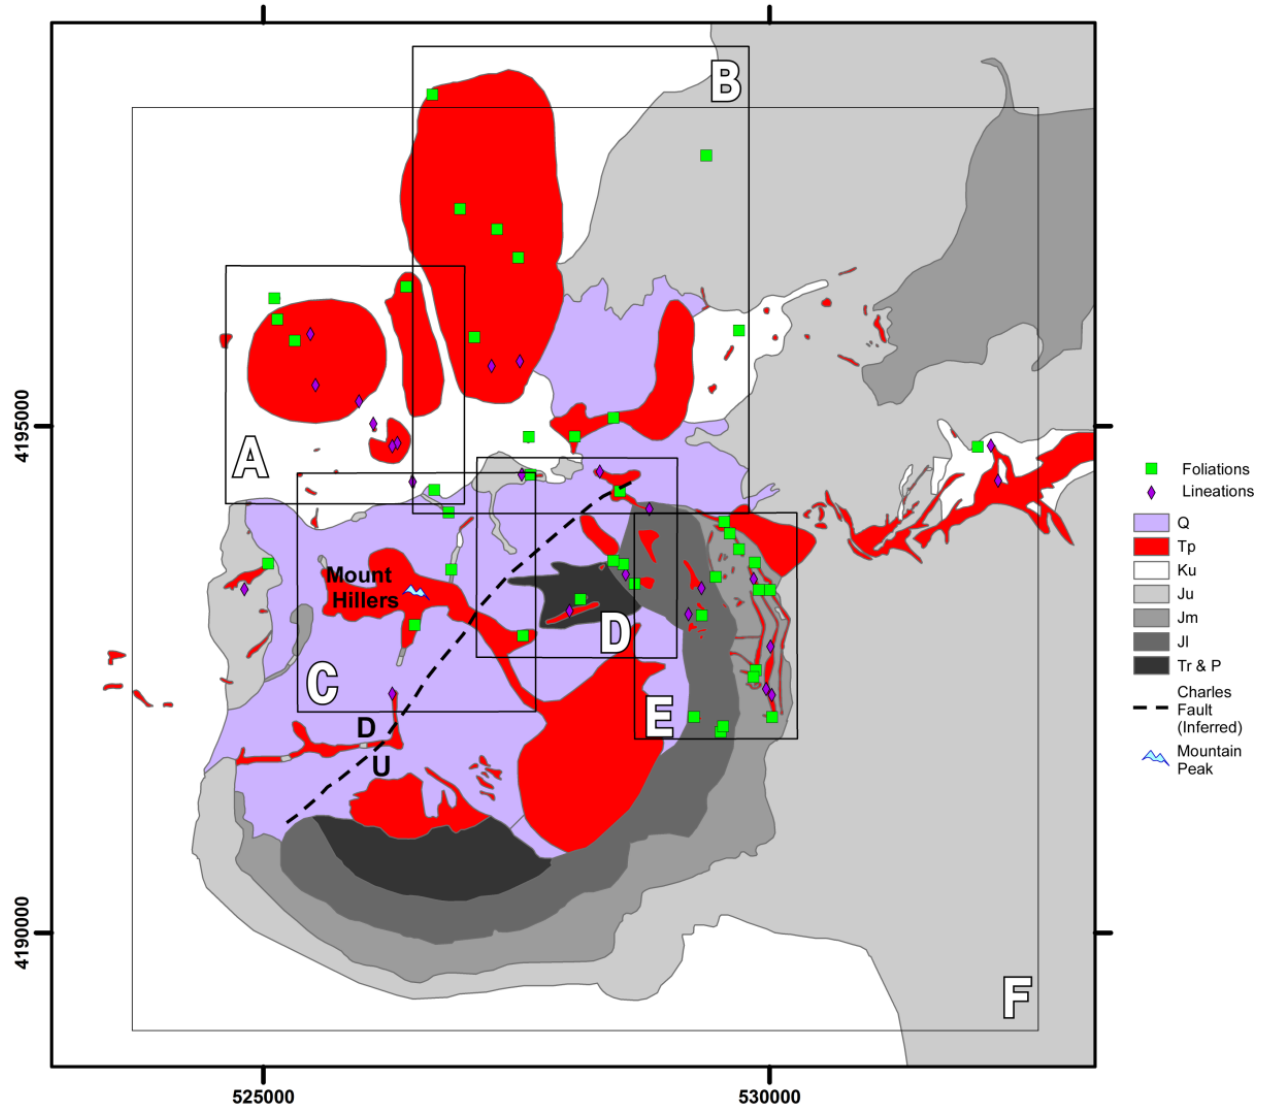 B
4195000
A
Mount
Hillers
D
C
E
D
U
4190000
F
525000
530000
Foliations
Lineations
Q
Tp
Ku
Ju
Jm
Jl
Tr & P
Charles
Fault
(Inferred)
Mountain
Peak